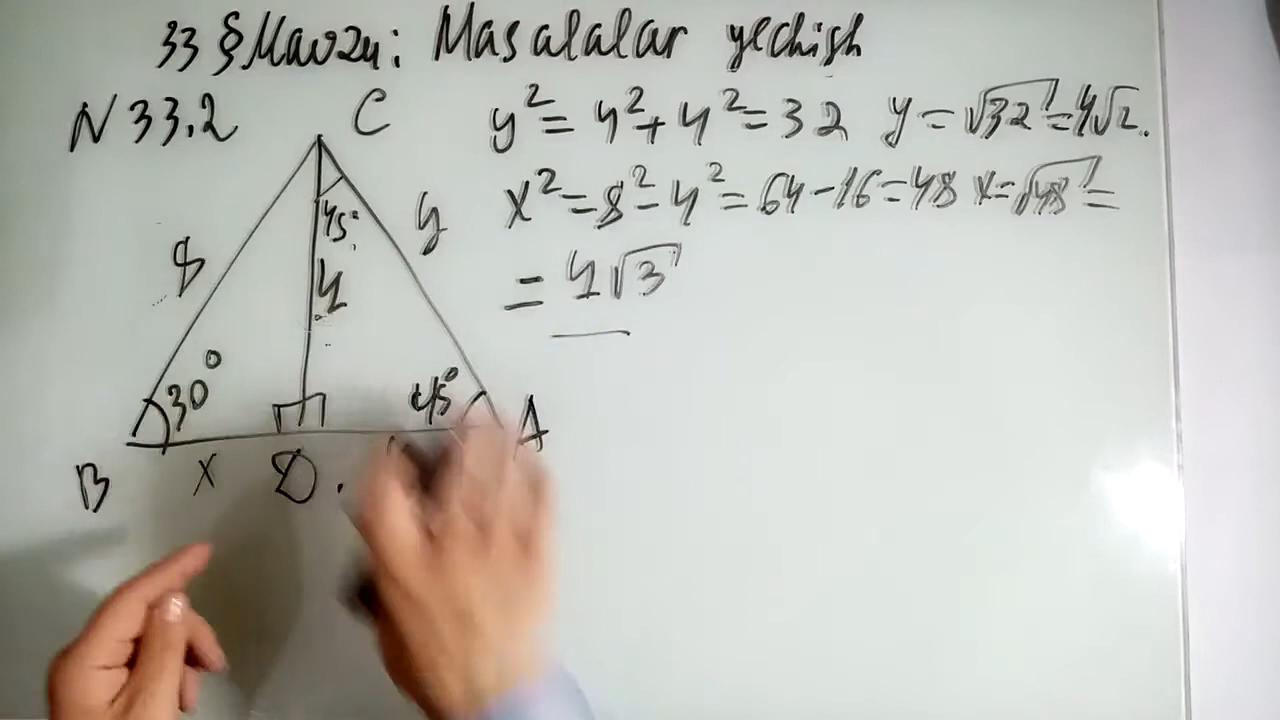 33 § Mavzu: Masalalar yechish
N 33.2
C
y² = 4² + 4² = 32 y = √32 = 4√2.
x² = 8² - 4² = 64 - 16 = 48 x = √48 =
= 4√3
45°
y
8
4
30°
45°
A
B
x
D